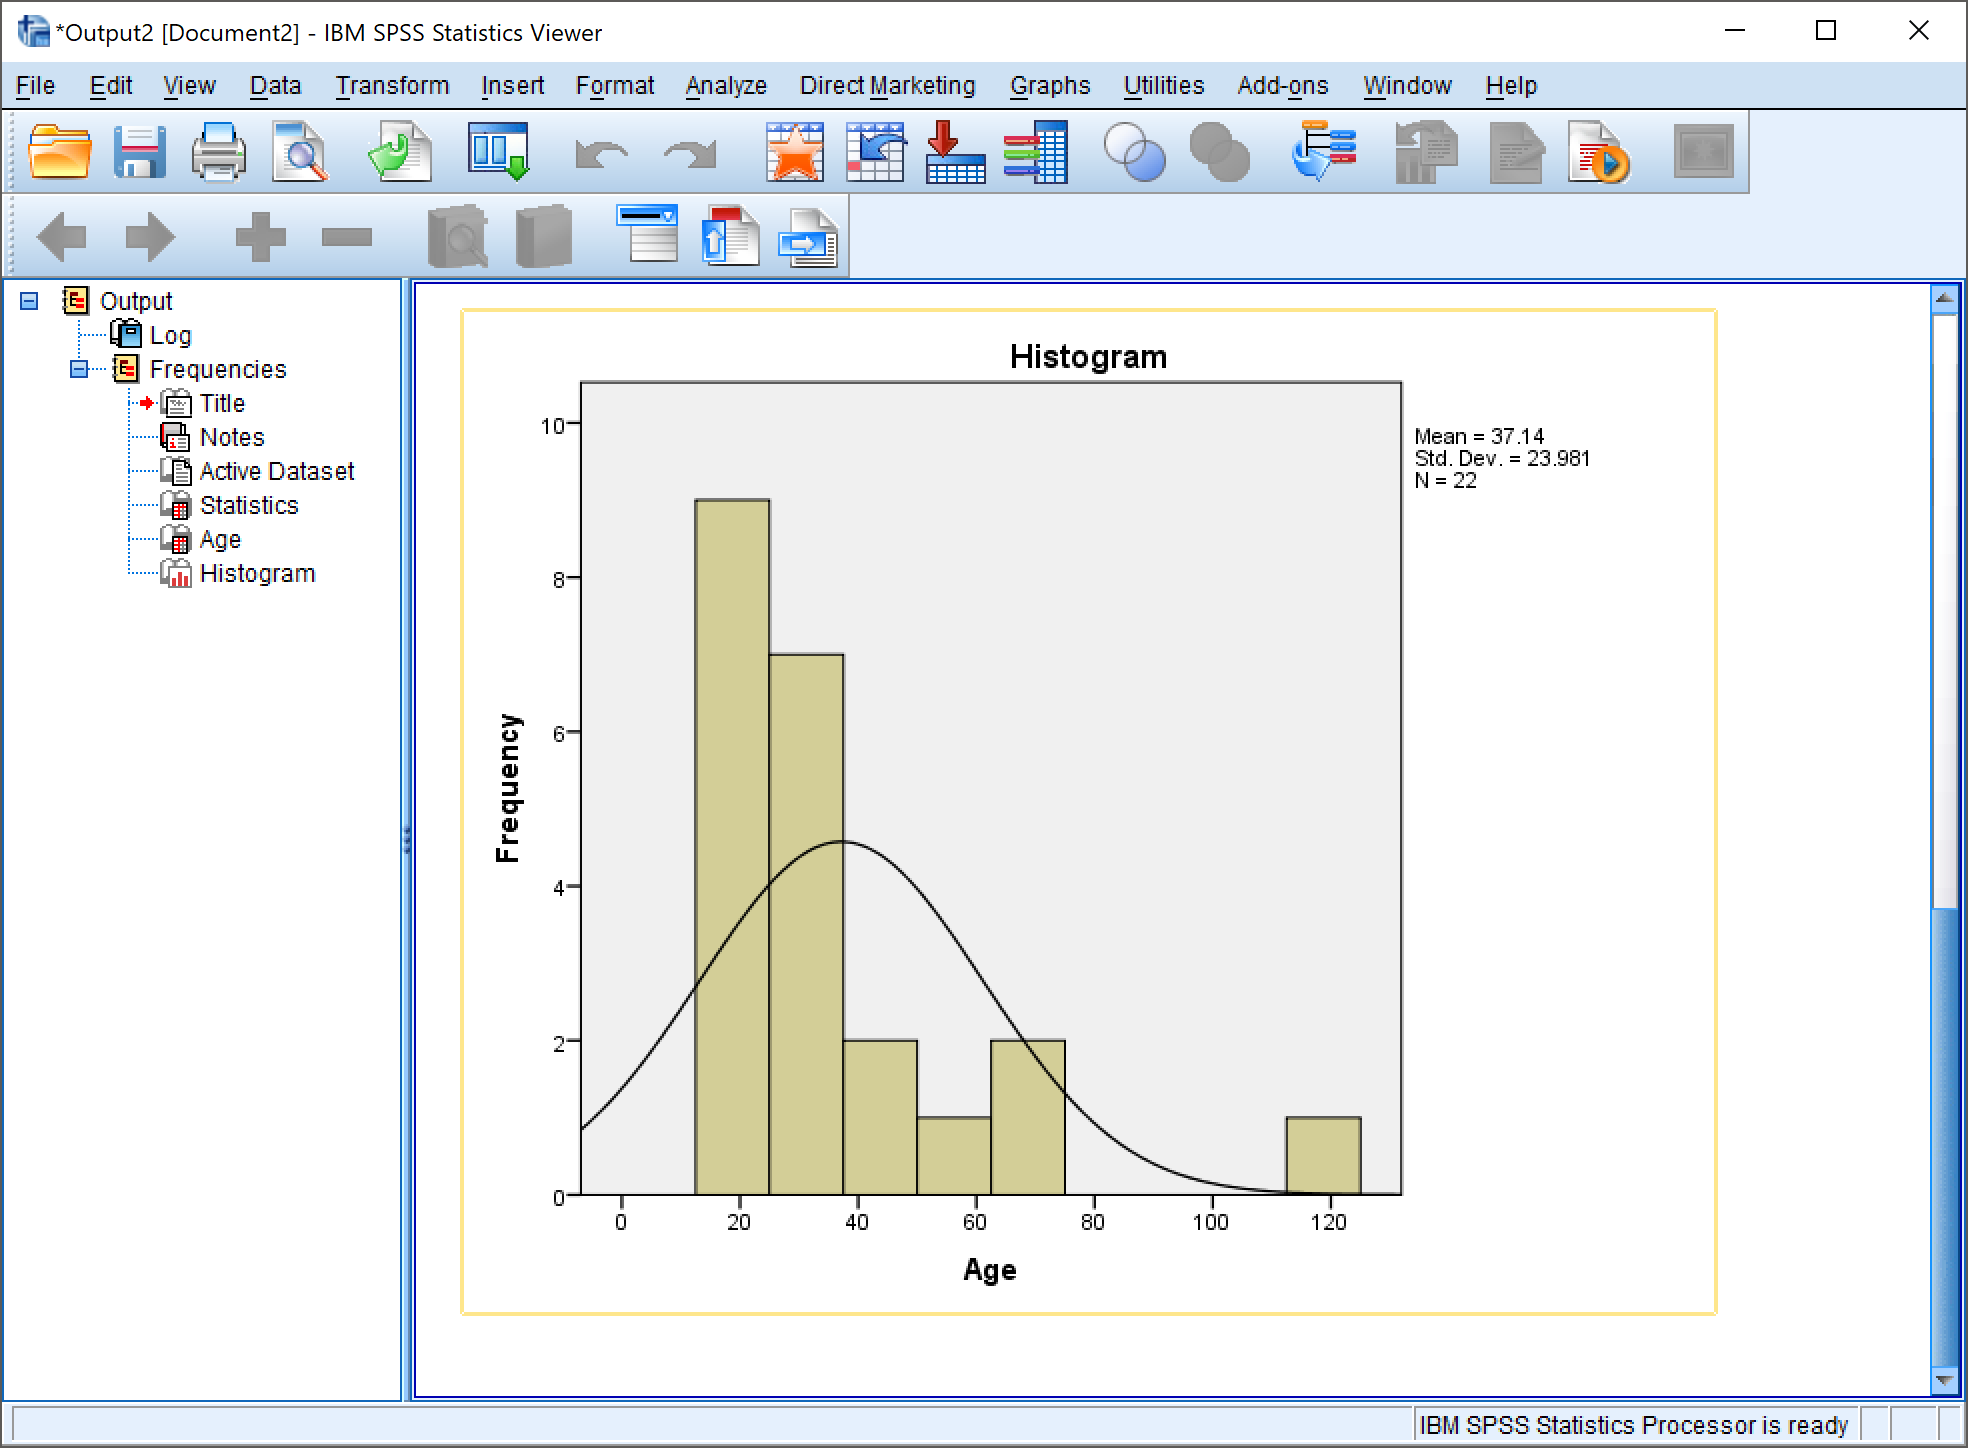 *Output2 [Document2] - IBM SPSS Statistics Viewer
File Edit View Data Transform Insert Format Analyze Direct Marketing Graphs Utilities Add-ons Window Help
Output
Log
Frequencies
Title
Notes
Active Dataset
Statistics
Age
Histogram
Histogram
Mean = 37.14
Std. Dev. = 23.981
N = 22
Frequency
10
8
6
4
2
0
0 20 40 60 80 100 120
Age
IBM SPSS Statistics Processor is ready